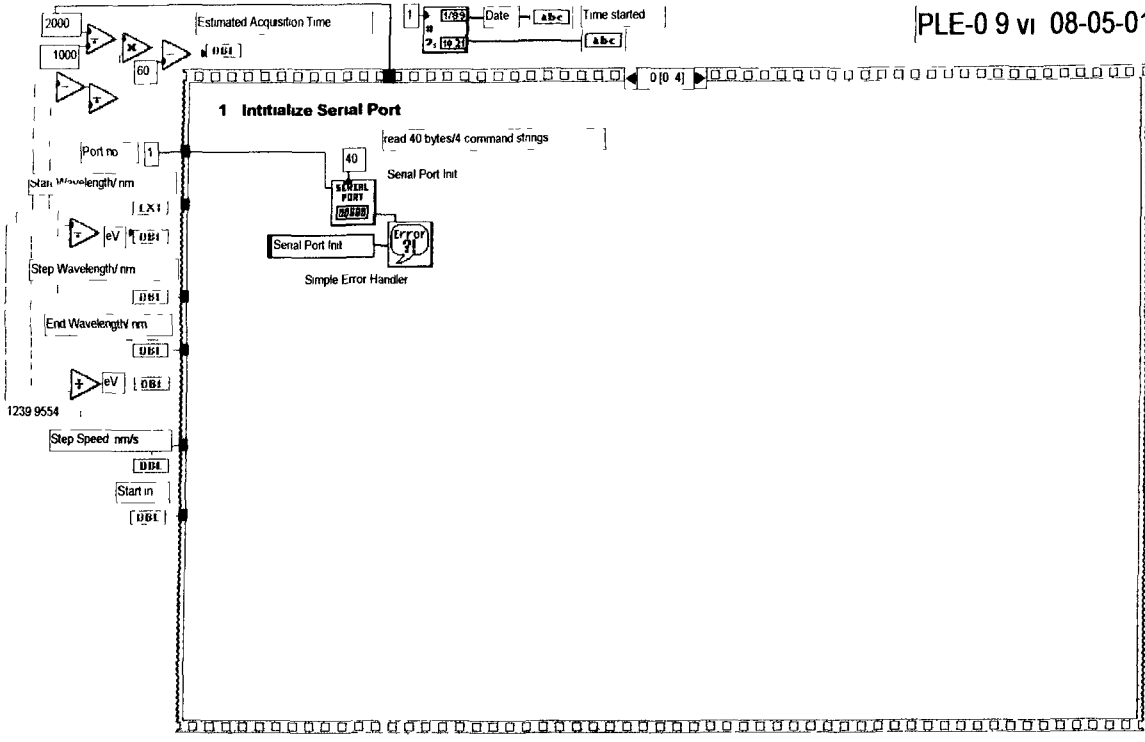 2000
Estimated Acquisition Time
1
1/09
Date
abc
Time started
PLE-0 9 vi 08-05-01
1000
60
DBL
abc
0 [0 4]
1 Intitialize Serial Port
read 40 bytes/4 command strings
Port no
1
40
Serial Port Init
Start Wavelength/ nm
SERIAL
PORT
EXT
Error
?!
eV
DBL
Serial Port Init
Step Wavelength/ nm
Simple Error Handler
DBL
End Wavelength/ nm
DBL
eV
DBL
1239 9554
Step Speed nm/s
DBL
Start in
DBL